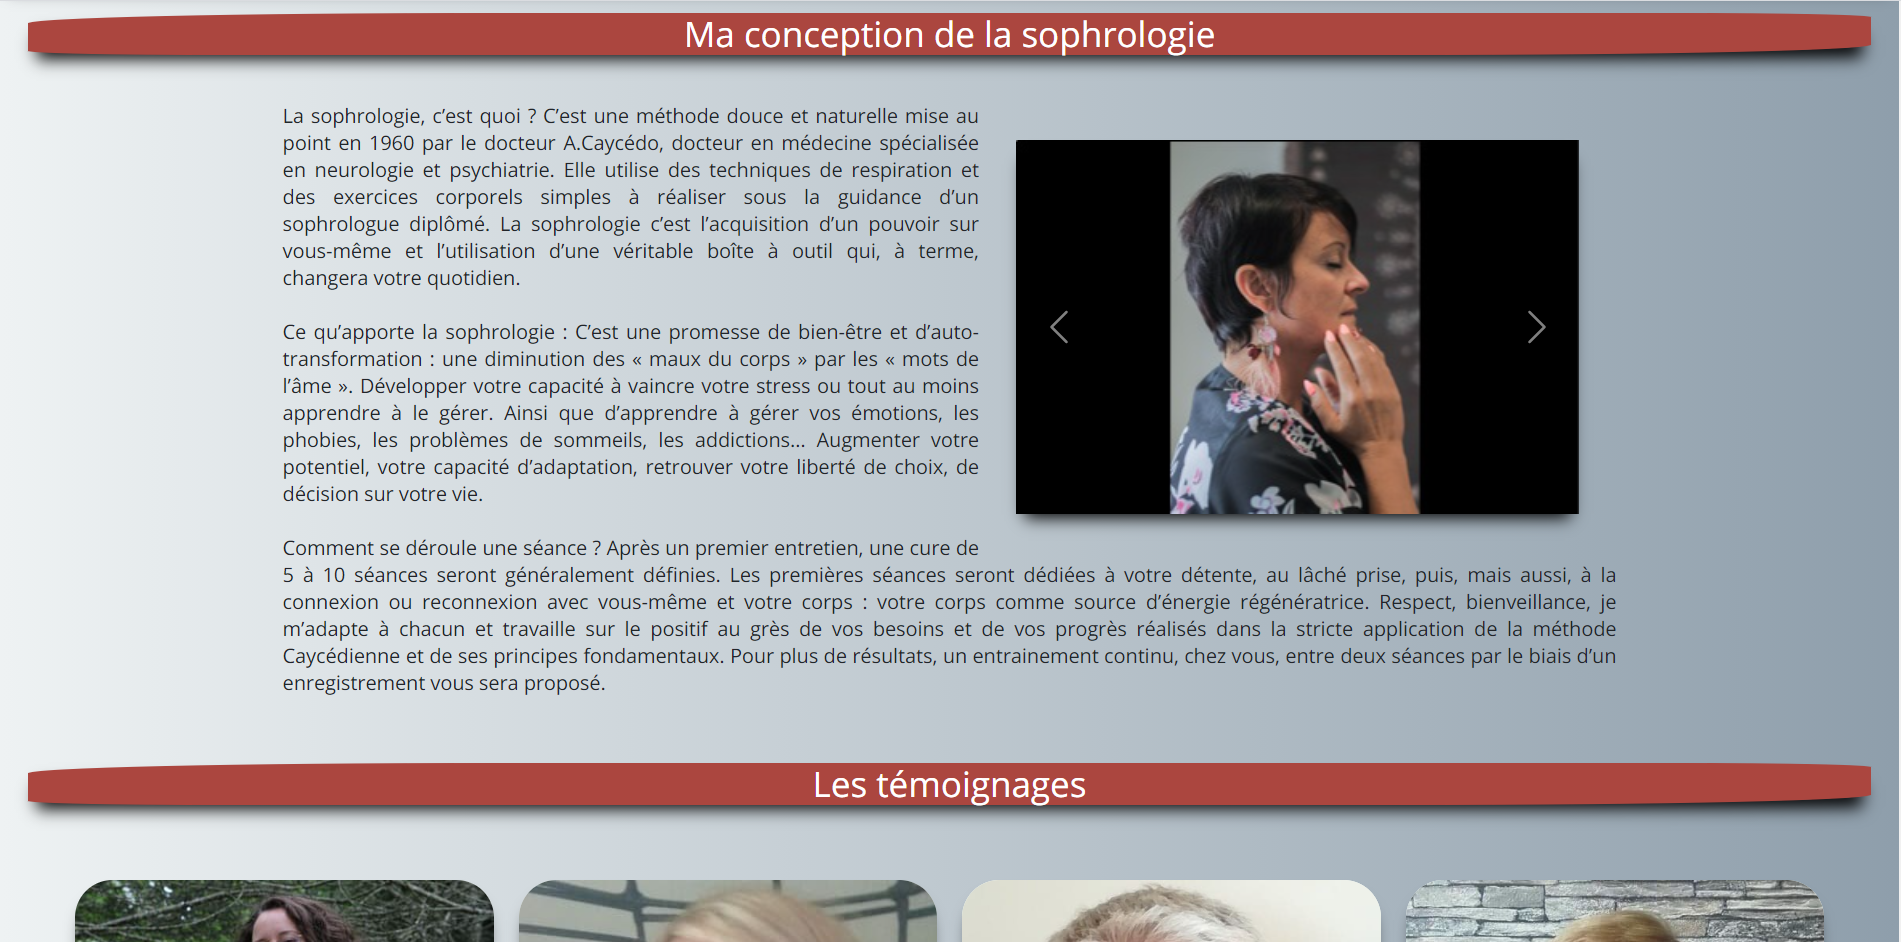 Ma conception de la sophrologie
La sophrologie, c’est quoi ? C’est une méthode douce et naturelle mise au
point en 1960 par le docteur A.Caycédo, docteur en médecine spécialisée
en neurologie et psychiatrie. Elle utilise des techniques de respiration et
des exercices corporels simples à réaliser sous la guidance d’un
sophrologue diplômé. La sophrologie c’est l’acquisition d’un pouvoir sur
vous-même et l’utilisation d’une véritable boîte à outil qui, à terme,
changera votre quotidien.
Ce qu’apporte la sophrologie : C’est une promesse de bien-être et d’auto-
transformation : une diminution des « maux du corps » par les « mots de
l’âme ». Développer votre capacité à vaincre votre stress ou tout au moins
apprendre à le gérer. Ainsi que d’apprendre à gérer vos émotions, les
phobies, les problèmes de sommeils, les addictions... Augmenter votre
potentiel, votre capacité d’adaptation, retrouver votre liberté de choix, de
décision sur votre vie.
Comment se déroule une séance ? Après un premier entretien, une cure de
5 à 10 séances seront généralement définies. Les premières séances seront dédiées à votre détente, au lâché prise, puis, mais aussi, à la
connexion ou reconnexion avec vous-même et votre corps : votre corps comme source d’énergie régénératrice. Respect, bienveillance, je
m’adapte à chacun et travaille sur le positif au grès de vos besoins et de vos progrès réalisés dans la stricte application de la méthode
Caycédienne et de ses principes fondamentaux. Pour plus de résultats, un entrainement continu, chez vous, entre deux séances par le biais d’un
enregistrement vous sera proposé.
Les témoignages